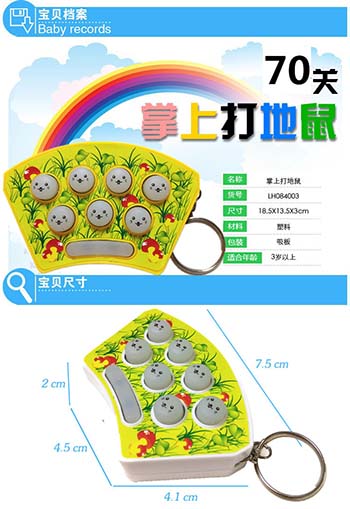 宝贝档案
Baby records
70关
掌上打地鼠
名称 掌上打地鼠
货号 LH084003
尺寸 18.5X13.5X3cm
材料 塑料
包装 吸板
适合年龄 3岁以上
宝贝尺寸
7.5 cm
2 cm
4.5 cm
4.1 cm